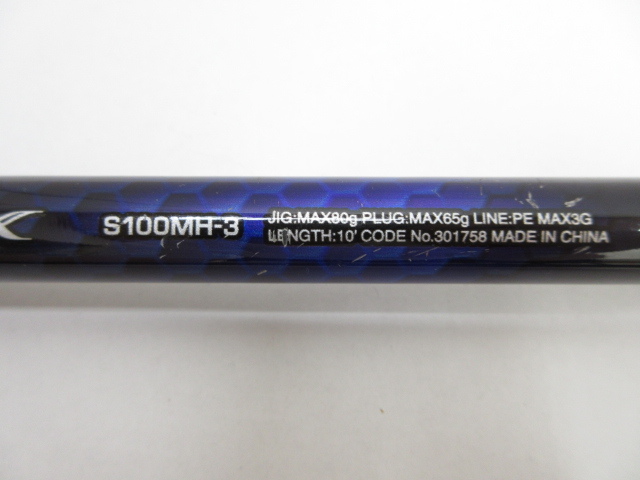 S100MH-3
JIG:MAX80g PLUG:MAX65g LINE:PE MAX3G
LENGTH:10' CODE No.301758 MADE IN CHINA